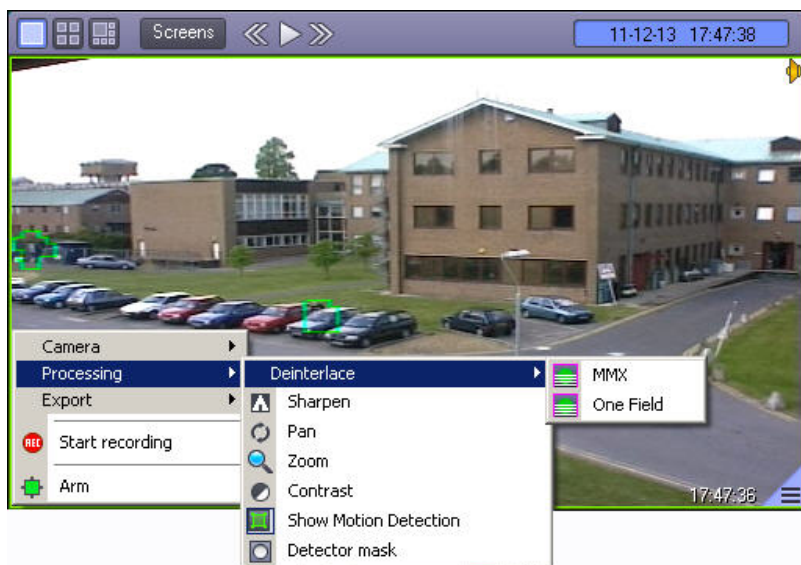 Screens
11-12-13 17:47:38
Camera
Processing
Export
REC Start recording
Arm
Deinterlace
Sharpen
Pan
Zoom
Contrast
Show Motion Detection
Detector mask
MMX
One Field
17:47:36